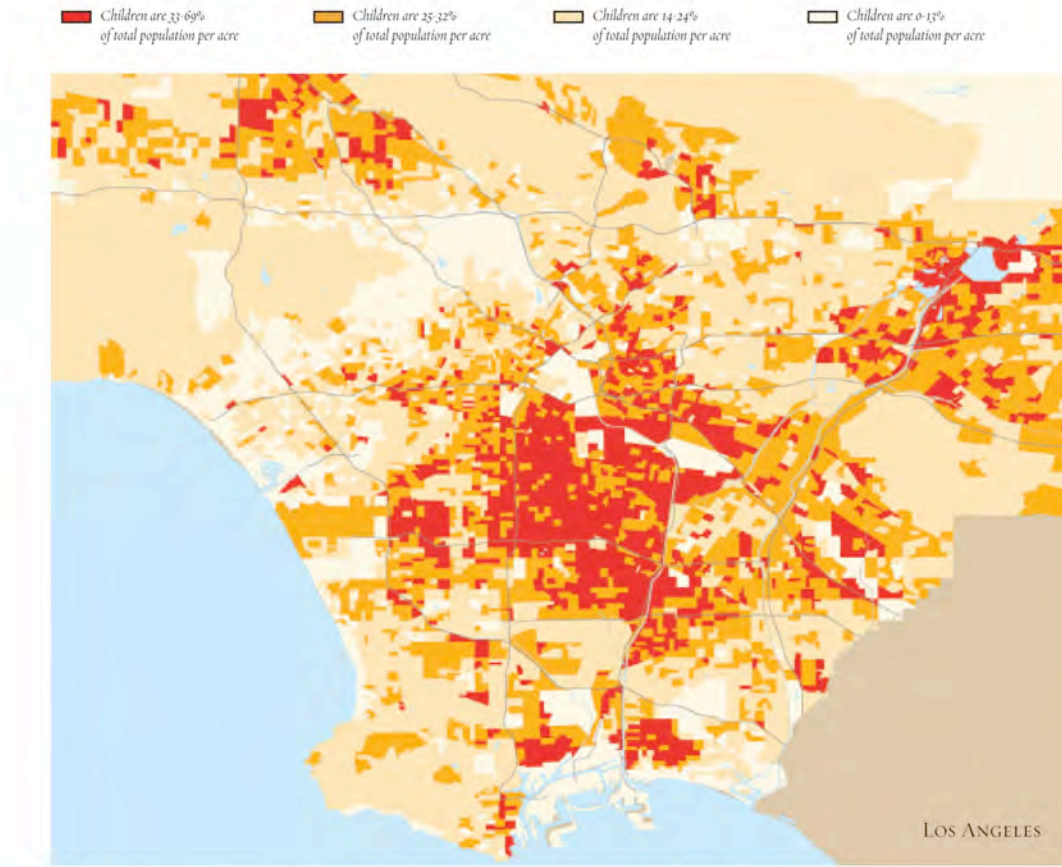 Children are 33-69%
of total population per acre
Children are 25-32%
of total population per acre
Children are 14-24%
of total population per acre
Children are 0-13%
of total population per acre
Los Angeles